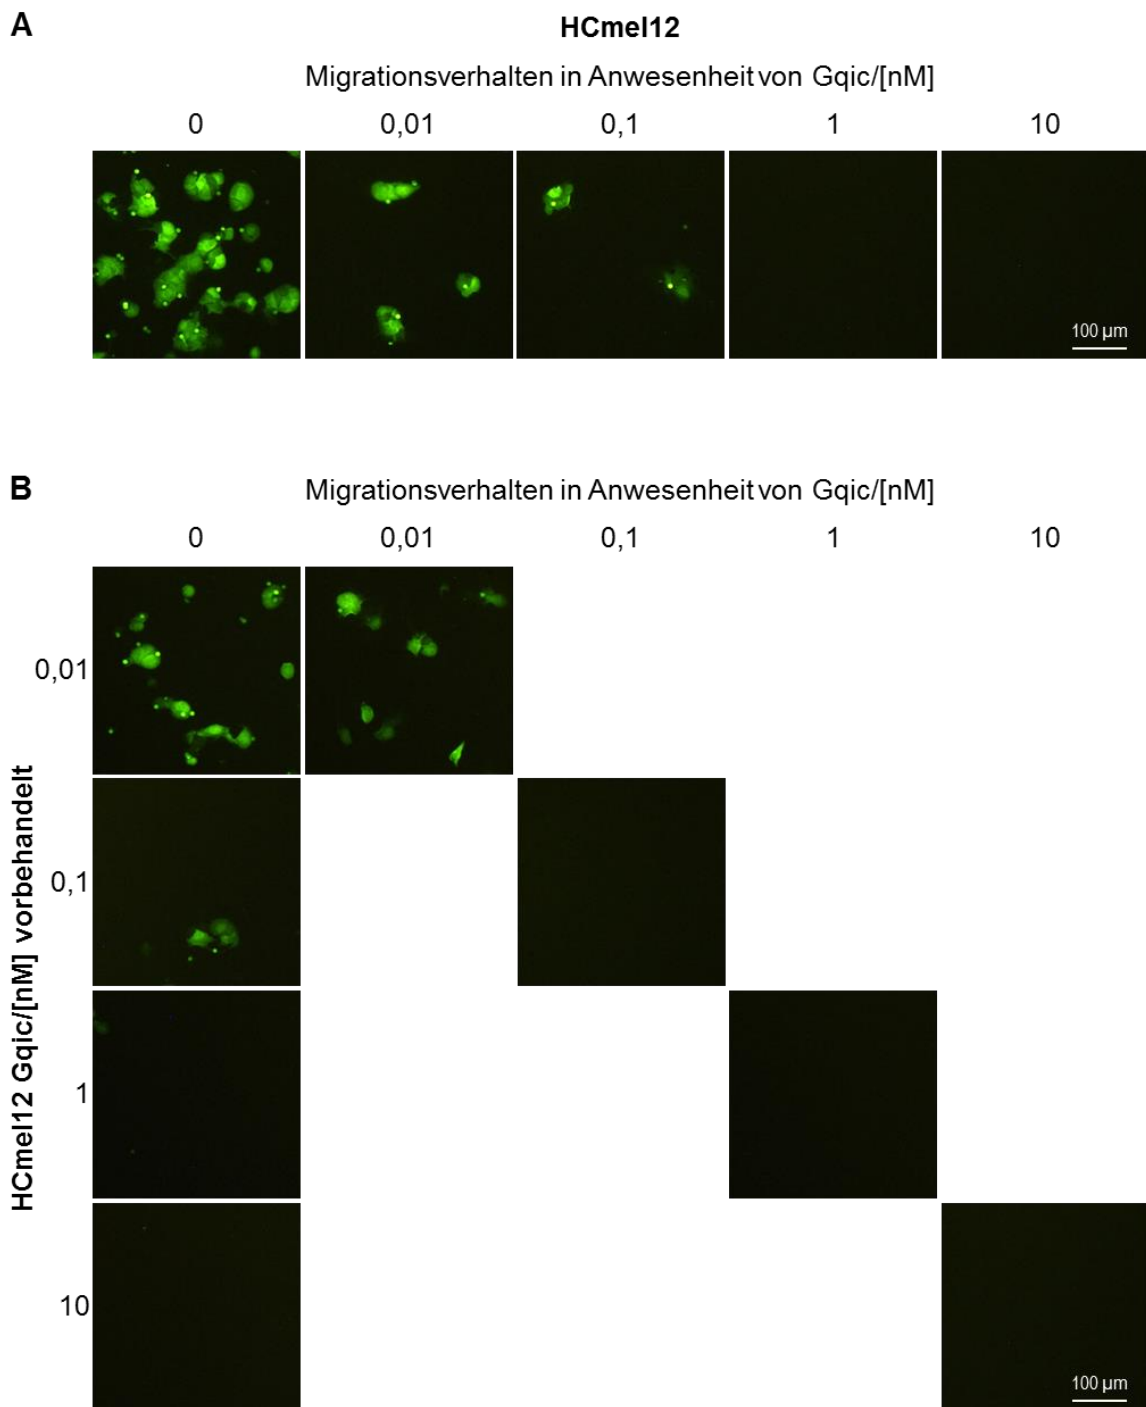 A
HCmel12
Migrationsverhalten in Anwesenheit von Gqic/[nM]
0 0,01 0,1 1 10
100 µm
B
Migrationsverhalten in Anwesenheit von Gqic/[nM]
0 0,01 0,1 1 10
HCmel12 Gqic/[nM] vorbehandelt
0,01
0,1
1
10
100 µm